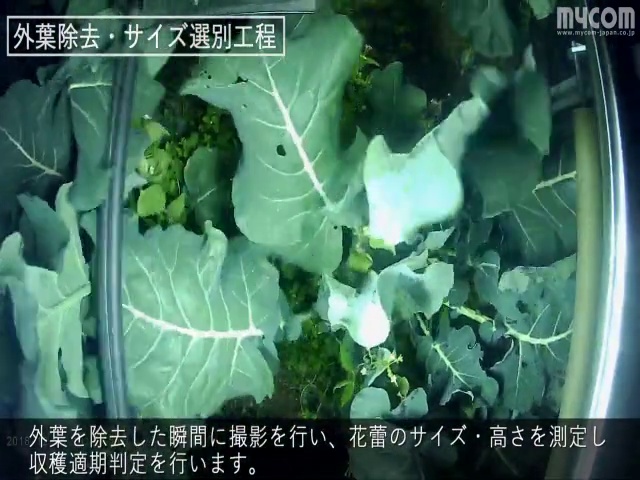 外葉除去・サイズ選別工程
mycom
www.mycom-japan.co.jp
外葉を除去した瞬間に撮影を行い、花蕾のサイズ・高さを測定し
収穫適期判定を行います。